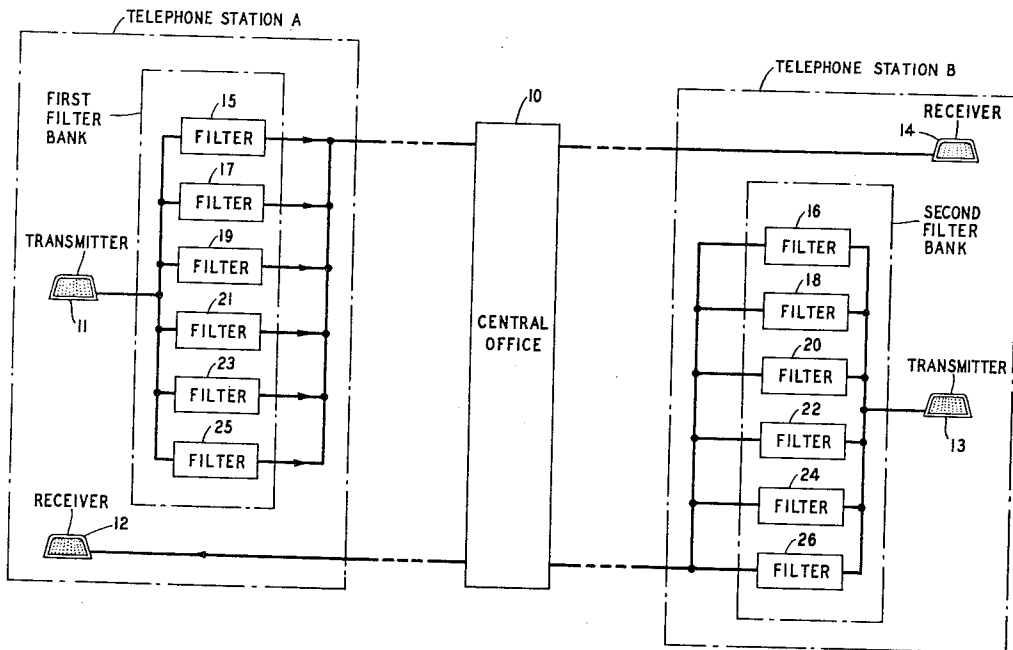 TELEPHONE STATION A
FIRST
FILTER
BANK
15
FILTER
17
FILTER
19
FILTER
21
FILTER
23
FILTER
25
FILTER
TRANSMITTER
11
RECEIVER
12
10
CENTRAL
OFFICE
TELEPHONE STATION B
RECEIVER
14
SECOND
FILTER
BANK
16
FILTER
18
FILTER
20
FILTER
22
FILTER
24
FILTER
26
FILTER
TRANSMITTER
13